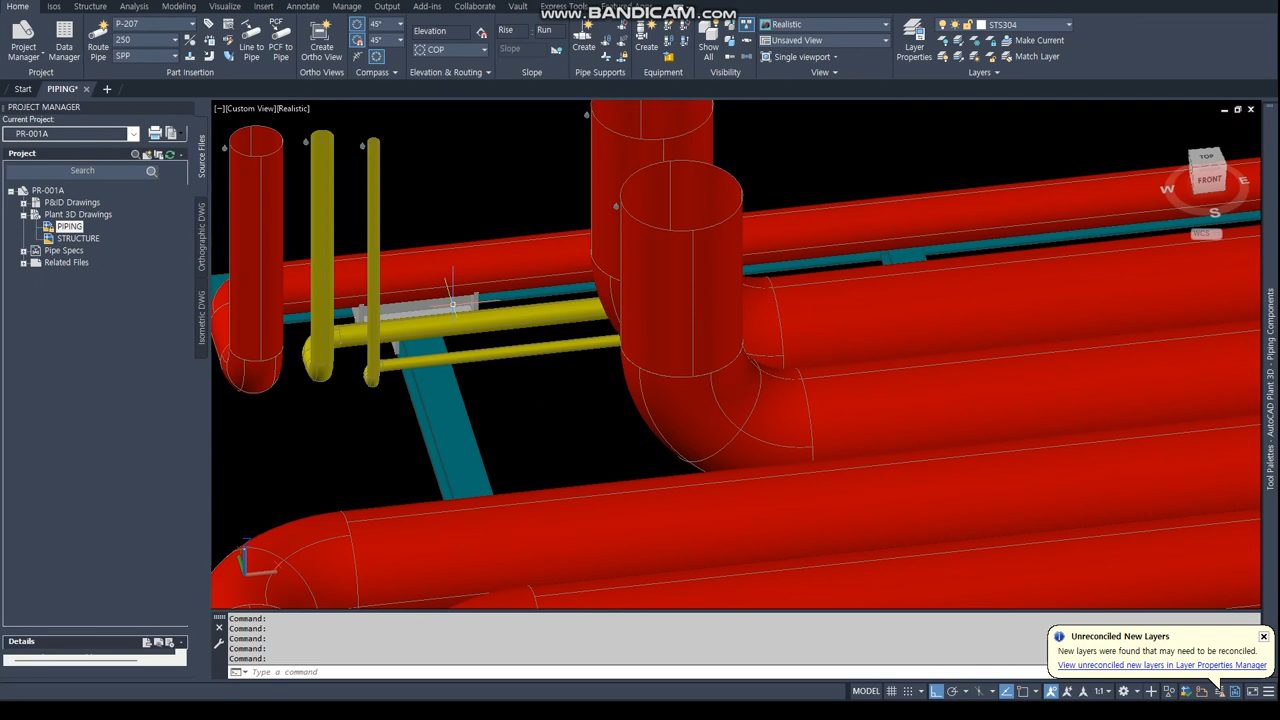 www.BANDICAM.com
Home Isos Structure Analysis Modeling Visualize Insert Annotate Manage Output Add-ins Collaborate Vault Express Tools Featured Apps
P-207
250
SPP
45°
45°
Project Manager
Data Manager
Route Pipe
Line to Pipe
PCF to Pipe
Create Ortho View
Elevation
COP
Rise Run
Slope
Create
Create
Show All
Realistic
Unsaved View
Single viewport
Layer Properties
STS304
Make Current
Match Layer
Project Part Insertion Ortho Views Compass Elevation & Routing Slope Pipe Supports Equipment Visibility View Layers
Start PIPING*
PROJECT MANAGER
Current Project:
PR-001A
Project
Search
PR-001A
P&ID Drawings
Plant 3D Drawings
PIPING
STRUCTURE
Pipe Specs
Related Files
Source Files
Orthographic DWG
Isometric DWG
Details
[−][Custom View][Realistic]
TOP
FRONT
W
E
S
WCS
Tool Palettes - AutoCAD Plant 3D - Piping Components
Command:
Command:
Command:
Command:
Command:
Type a command
Unreconciled New Layers
New layers were found that may need to be reconciled.
View unreconciled new layers in Layer Properties Manager
MODEL
1:1